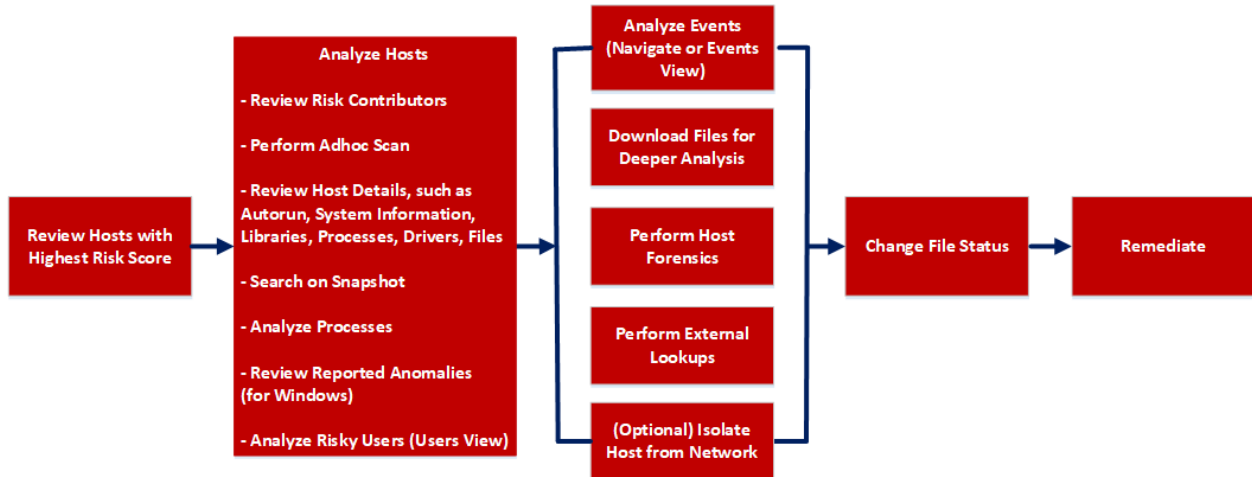 Review Hosts with
Highest Risk Score
Analyze Hosts
- Review Risk Contributors
- Perform Adhoc Scan
- Review Host Details, such as
Autorun, System Information,
Libraries, Processes, Drivers, Files
- Search on Snapshot
- Analyze Processes
- Review Reported Anomalies
(for Windows)
- Analyze Risky Users (Users View)
Analyze Events
(Navigate or Events
View)
Download Files for
Deeper Analysis
Perform Host
Forensics
Perform External
Lookups
(Optional) Isolate
Host from Network
Change File Status
Remediate